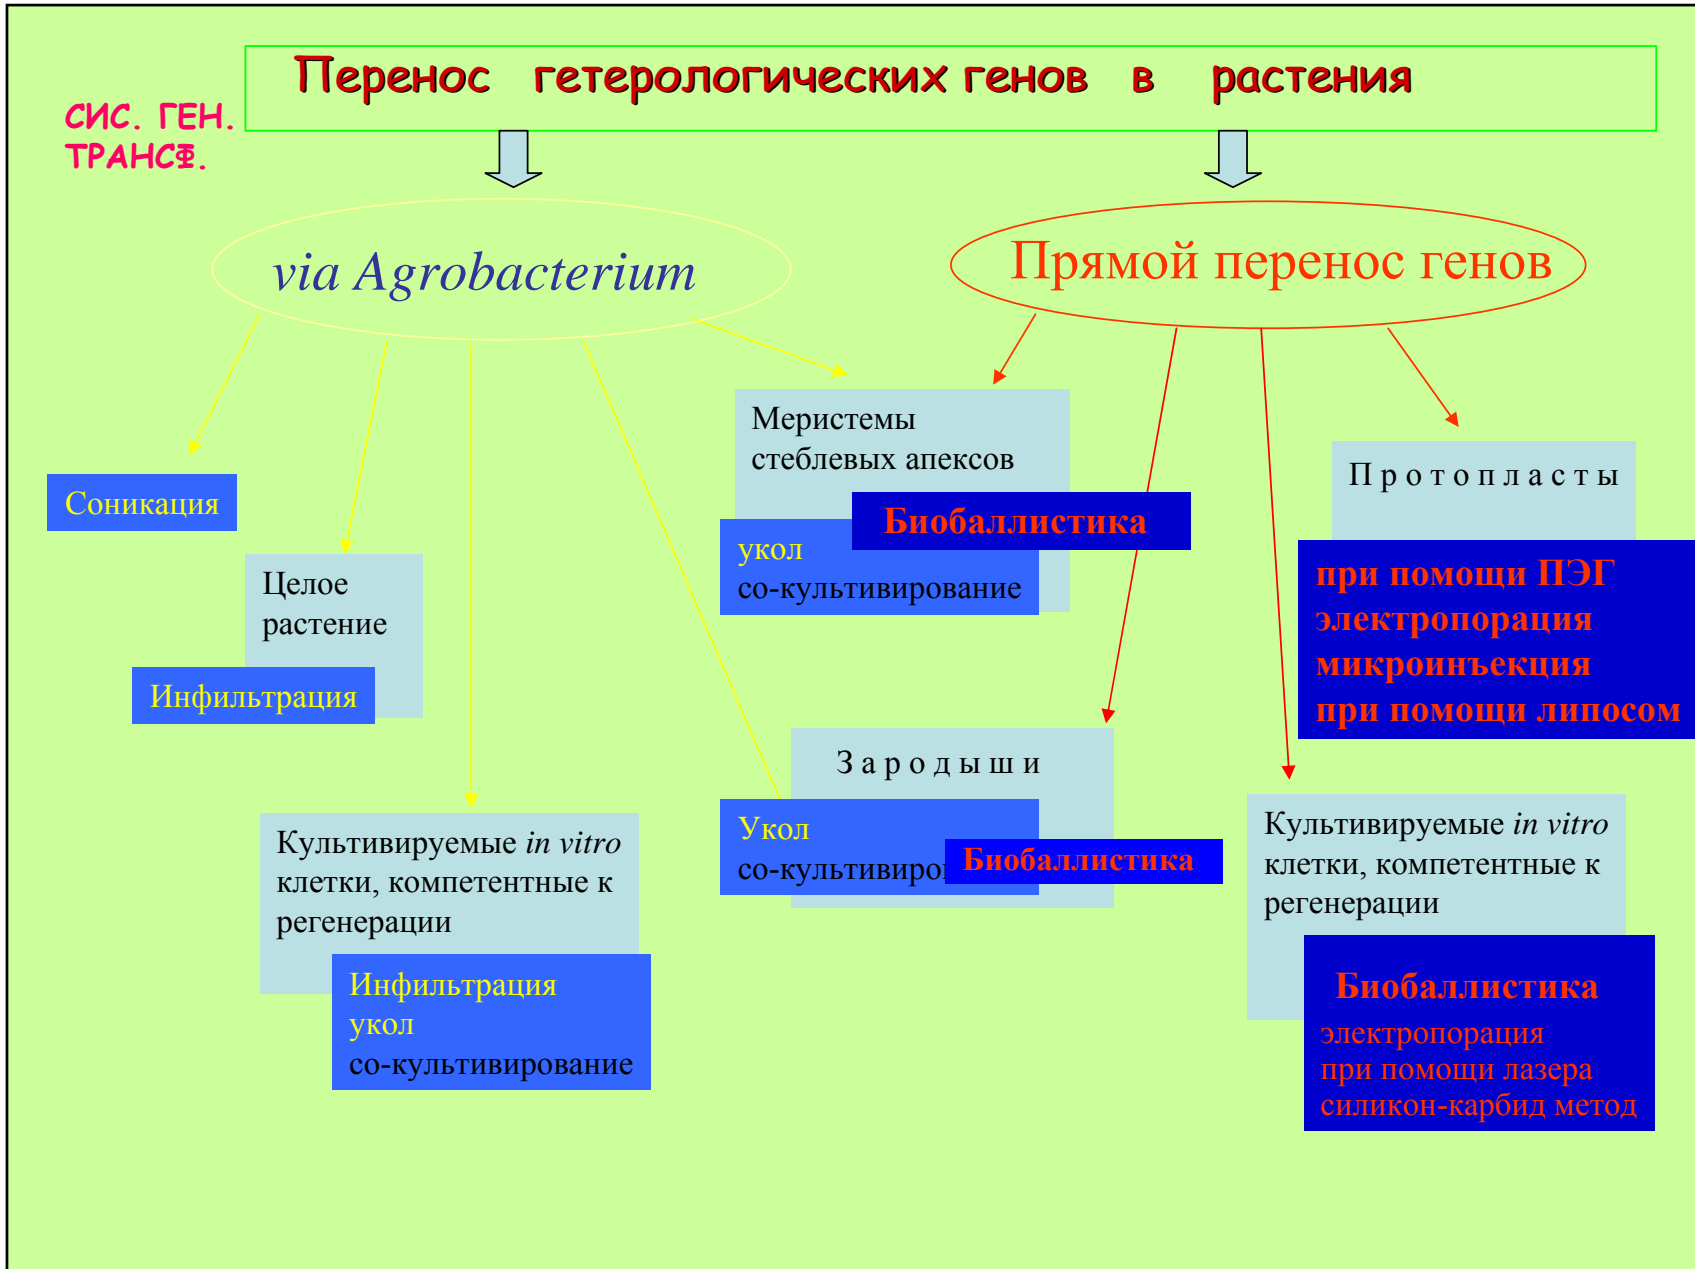 Перенос гетерологических генов в растения
СИС. ГЕН.
ТРАНСФ.
via Agrobacterium
Прямой перенос генов
Соникация
Целое
растение
Инфильтрация
Культивируемые in vitro
клетки, компетентные к
регенерации
Инфильтрация
укол
со-культивирование
Меристемы
стеблевых апексов
Биобаллистика
укол
со-культивирование
Зародыши
Укол
Биобаллистика
Протопласты
при помощи ПЭГ
электропорация
микроинъекция
при помощи липосом
Культивируемые in vitro
клетки, компетентные к
регенерации
Биобаллистика
электропорация
при помощи лазера
силикон-карбид метод